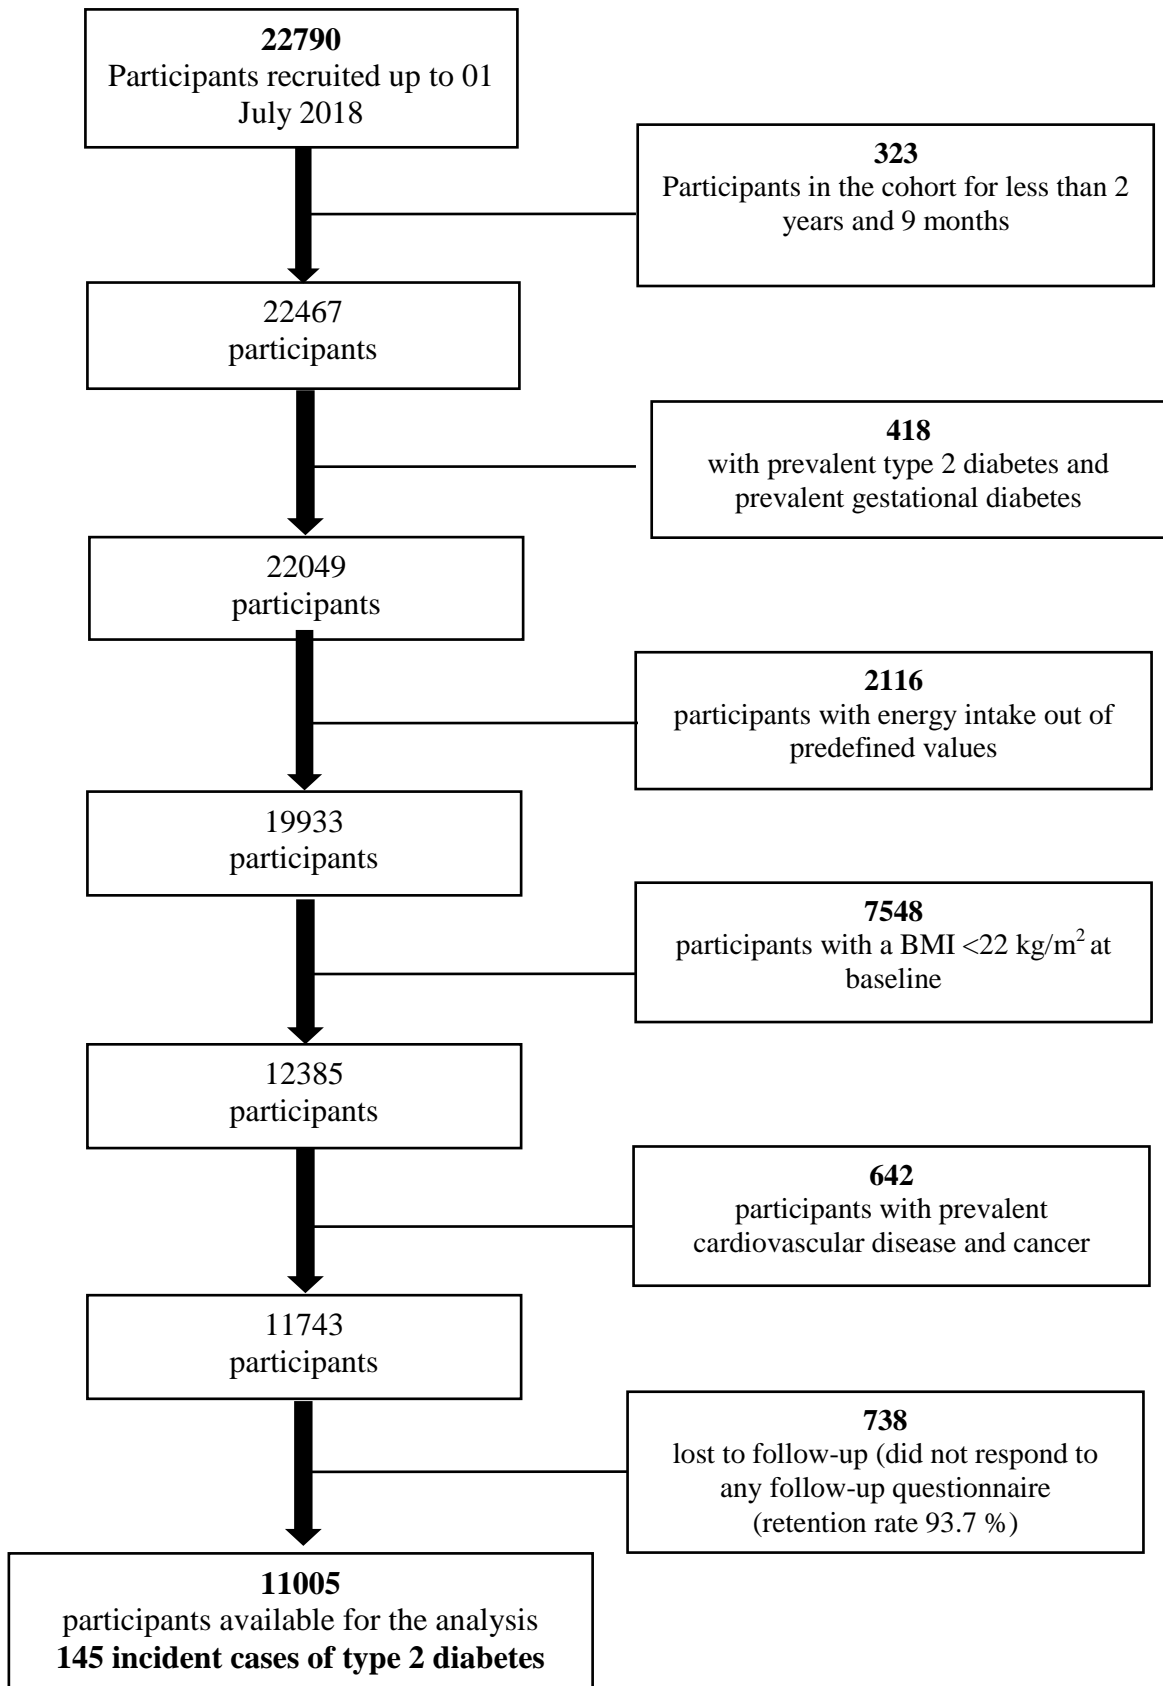 22790
Participants recruited up to 01
July 2018
323
Participants in the cohort for less than 2
years and 9 months
22467
participants
418
with prevalent type 2 diabetes and
prevalent gestational diabetes
22049
participants
2116
participants with energy intake out of
predefined values
19933
participants
7548
participants with a BMI <22 kg/m² at
baseline
12385
participants
642
participants with prevalent
cardiovascular disease and cancer
11743
participants
738
lost to follow-up (did not respond to
any follow-up questionnaire
(retention rate 93.7 %)
11005
participants available for the analysis
145 incident cases of type 2 diabetes